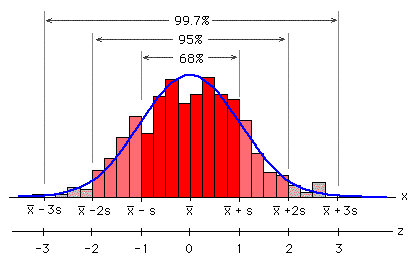 99.7%
95%
68%
x
x̅ - 3s x̅ - 2s x̅ - s x̅ x̅ + s x̅ + 2s x̅ + 3s
z
-3 -2 -1 0 1 2 3